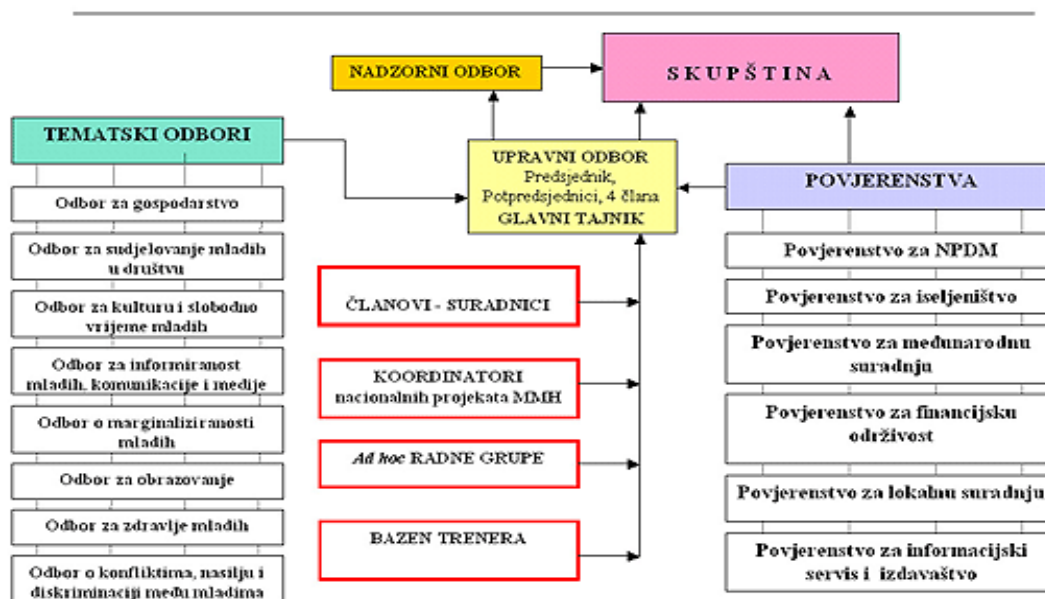 NADZORNI ODBOR
SKUPŠTINA
TEMATSKI ODBORI
Odbor za gospodarstvo
Odbor za sudjelovanje mladih
u društvu
Odbor za kulturu i slobodno
vrijeme mladih
Odbor za informiranost
mladih, komunikacije i medije
Odbor o marginaliziranosti
mladih
Odbor za obrazovanje
Odbor za zdravlje mladih
Odbor o konfliktima, nasilju i
diskriminaciji među mladima
UPRAVNI ODBOR
Predsjednik,
Potpredsjednici, 4 člana
GLAVNI TAJNIK
ČLANOVI - SURADNICI
KOORDINATORI
nacionalnih projekata MMH
Ad hoc RADNE GRUPE
BAZEN TRENERA
POVJERENSTVA
Povjerenstvo za NPDM
Povjerenstvo za iseljeništvo
Povjerenstvo za međunarodnu
suradnju
Povjerenstvo za financijsku
održivost
Povjerenstvo za lokalnu suradnju
Povjerenstvo za informacijski
servis i izdavaštvo